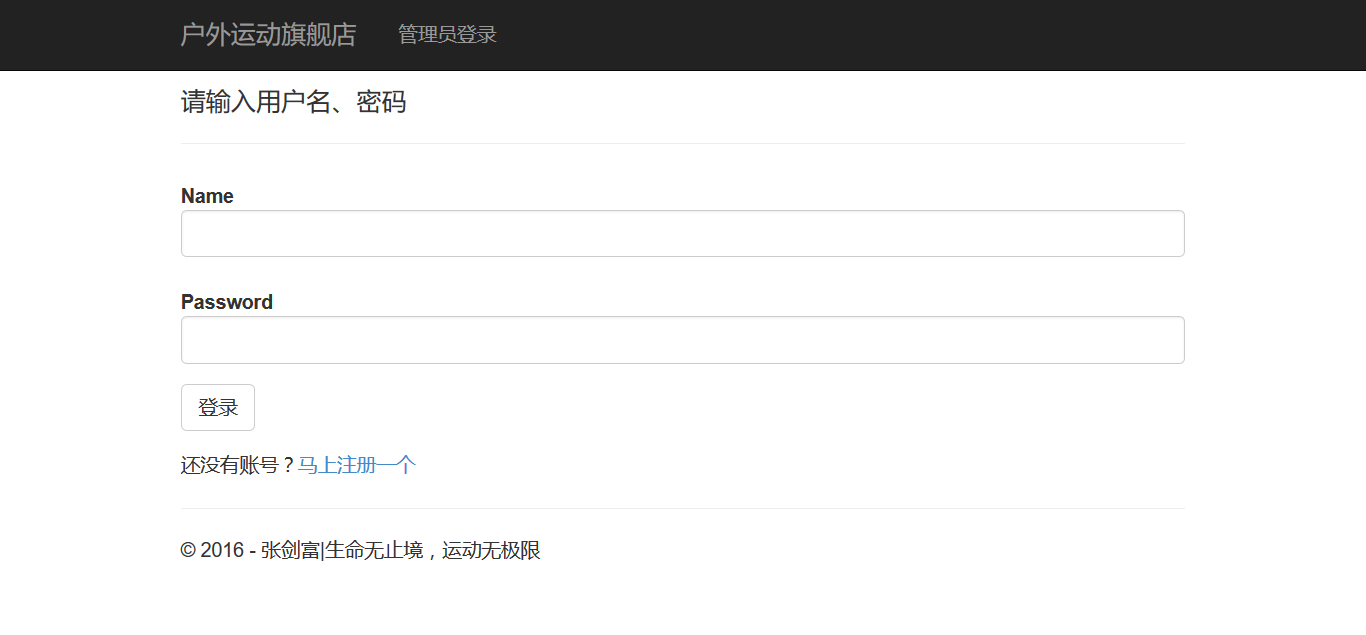 户外运动旗舰店 管理员登录
请输入用户名、密码
Name
Password
登录
还没有账号？马上注册一个
© 2016 - 张剑富|生命无止境，运动无极限